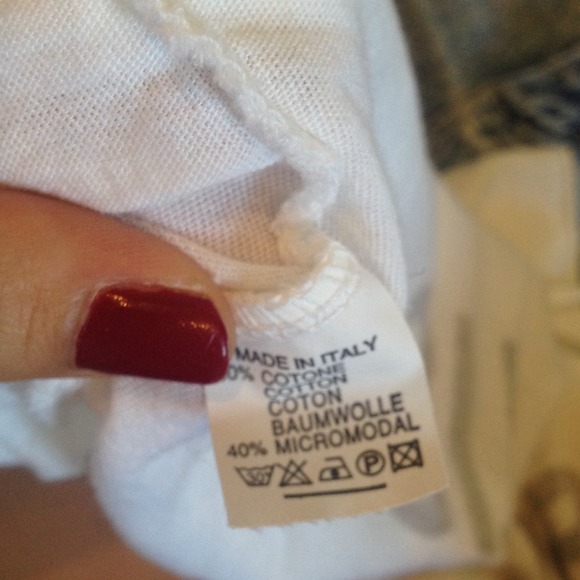 MADE IN ITALY
0% COTONE
COTTON
COTON
BAUMWOLLE
40% MICROMODAL
P